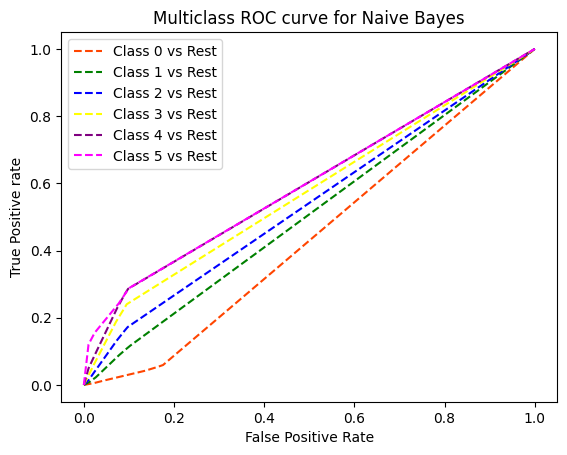 Multiclass ROC curve for Naive Bayes
Class 0 vs Rest
Class 1 vs Rest
Class 2 vs Rest
Class 3 vs Rest
Class 4 vs Rest
Class 5 vs Rest
True Positive rate
1.0
0.8
0.6
0.4
0.2
0.0
0.0 0.2 0.4 0.6 0.8 1.0
False Positive Rate